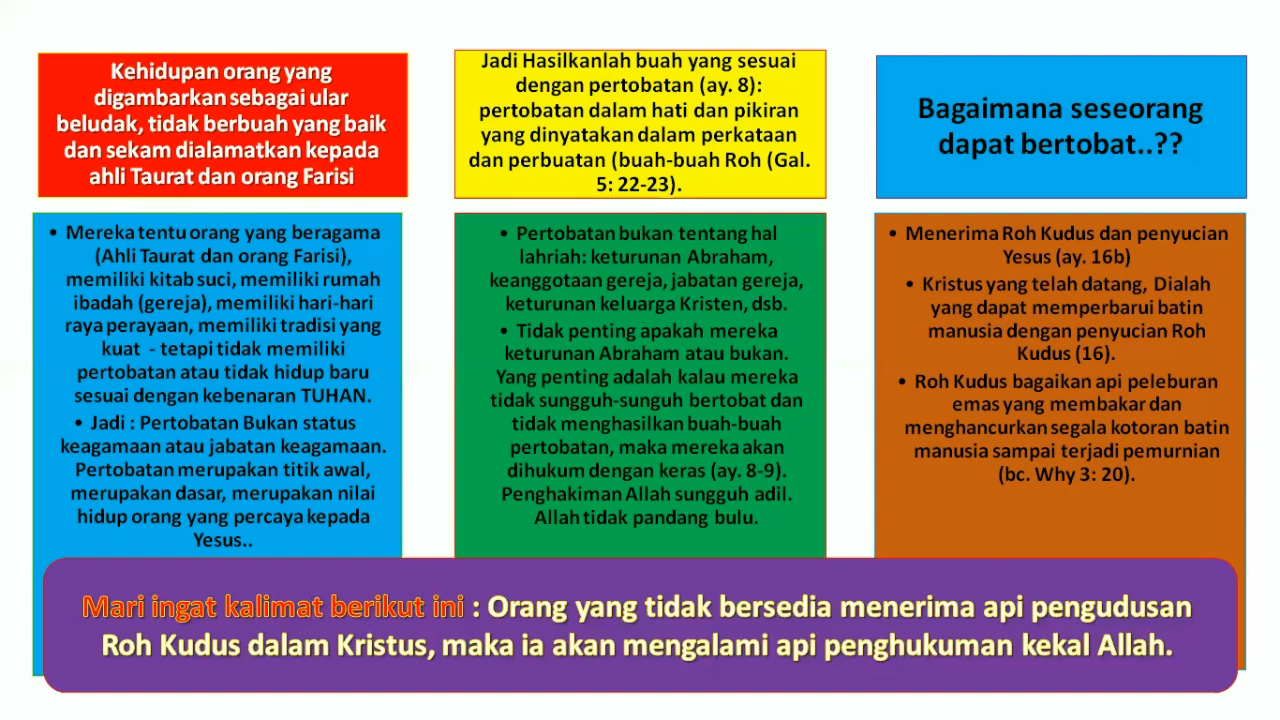 Kehidupan orang yang
digambarkan sebagai ular
beludak, tidak berbuah yang baik
dan sekam dialamatkan kepada
ahli Taurat dan orang Farisi
• Mereka tentu orang yang beragama
(Ahli Taurat dan orang Farisi),
memiliki kitab suci, memiliki rumah
ibadah (gereja), memiliki hari-hari
raya perayaan, memiliki tradisi yang
kuat - tetapi tidak memiliki
pertobatan atau tidak hidup baru
sesuai dengan kebenaran TUHAN.
• Jadi : Pertobatan Bukan status
keagamaan atau jabatan keagamaan.
Pertobatan merupakan titik awal,
merupakan dasar, merupakan nilai
hidup orang yang percaya kepada
Yesus..
Jadi Hasilkanlah buah yang sesuai
dengan pertobatan (ay. 8):
pertobatan dalam hati dan pikiran
yang dinyatakan dalam perkataan
dan perbuatan (buah-buah Roh (Gal.
5: 22-23).
• Pertobatan bukan tentang hal
lahriah: keturunan Abraham,
keanggotaan gereja, jabatan gereja,
keturunan keluarga Kristen, dsb.
• Tidak penting apakah mereka
keturunan Abraham atau bukan.
Yang penting adalah kalau mereka
tidak sungguh-sunguh bertobat dan
tidak menghasilkan buah-buah
pertobatan, maka mereka akan
dihukum dengan keras (ay. 8-9).
Penghakiman Allah sungguh adil.
Allah tidak pandang bulu.
Bagaimana seseorang
dapat bertobat..??
• Menerima Roh Kudus dan penyucian
Yesus (ay. 16b)
• Kristus yang telah datang, Dialah
yang dapat memperbarui batin
manusia dengan penyucian Roh
Kudus (16).
• Roh Kudus bagaikan api peleburan
emas yang membakar dan
menghancurkan segala kotoran batin
manusia sampai terjadi pemurnian
(bc. Why 3: 20).
Mari ingat kalimat berikut ini : Orang yang tidak bersedia menerima api pengudusan
Roh Kudus dalam Kristus, maka ia akan mengalami api penghukuman kekal Allah.